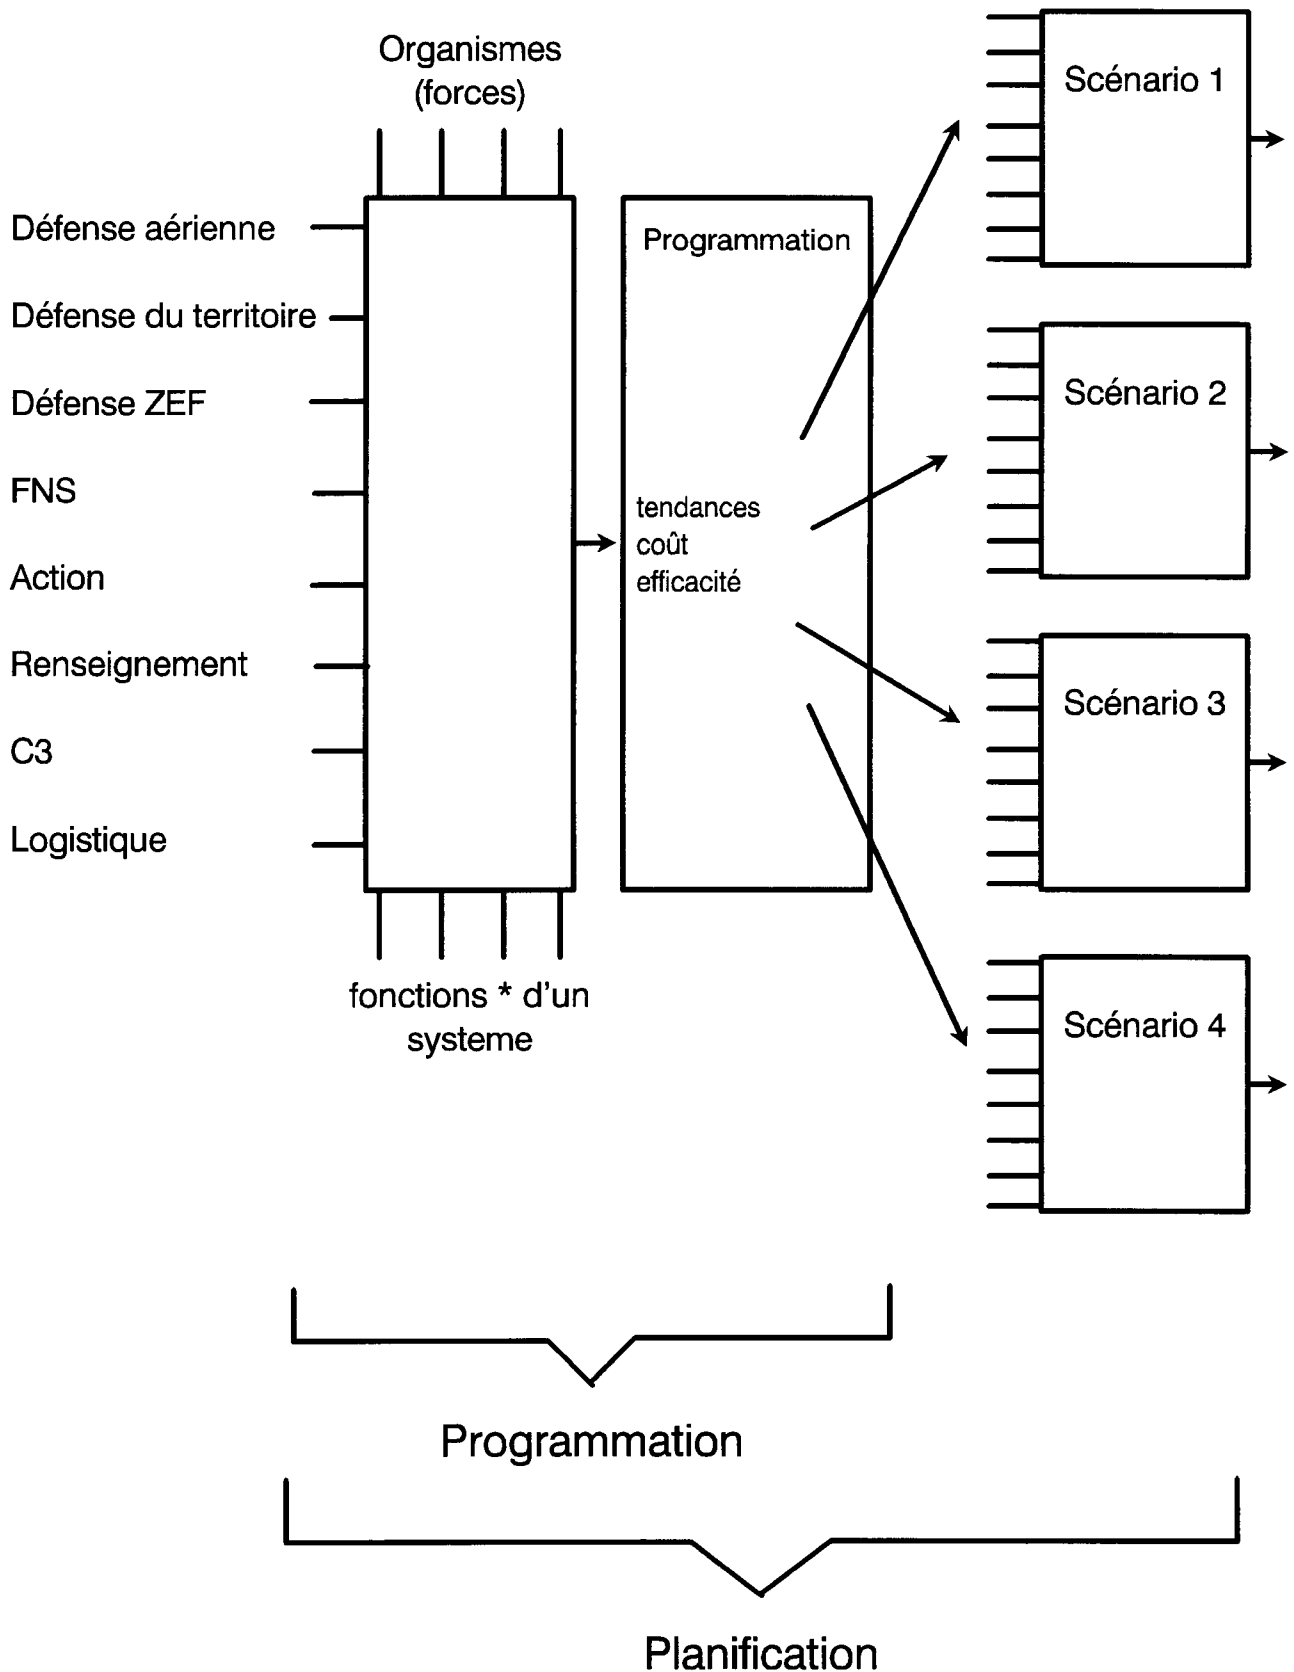 Organismes
(forces)
Défense aérienne
Défense du territoire
Défense ZEF
FNS
Action
Renseignement
C3
Logistique
fonctions * d'un
systeme
Programmation
tendances
coût
efficacité
Scénario 1
Scénario 2
Scénario 3
Scénario 4
Programmation
Planification